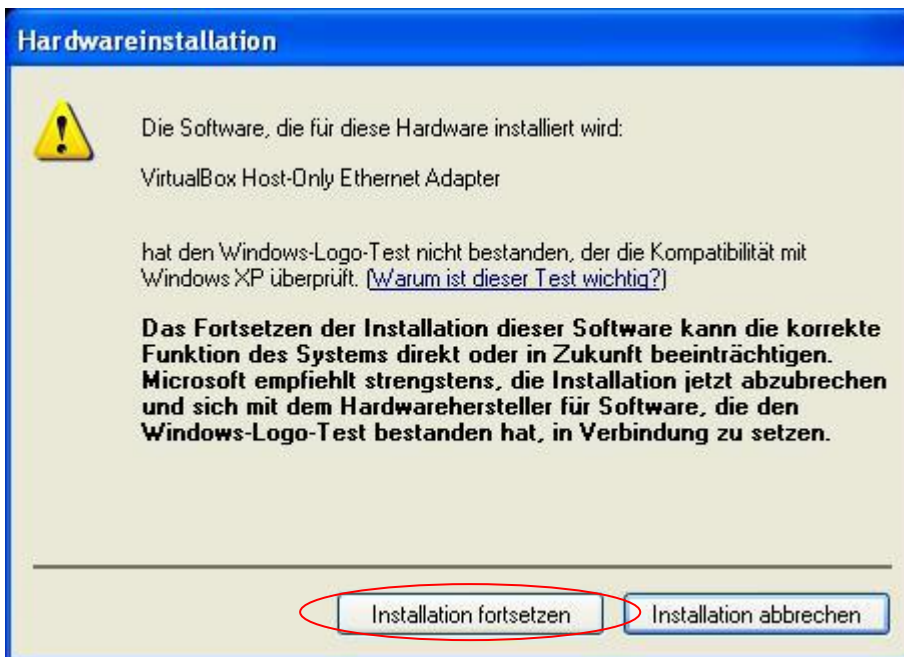 Hardwareinstallation
Die Software, die für diese Hardware installiert wird:
VirtualBox Host-Only Ethernet Adapter
hat den Windows-Logo-Test nicht bestanden, der die Kompatibilität mit
Windows XP überprüft. (Warum ist dieser Test wichtig?)
Das Fortsetzen der Installation dieser Software kann die korrekte
Funktion des Systems direkt oder in Zukunft beeinträchtigen.
Microsoft empfiehlt strengstens, die Installation jetzt abzubrechen
und sich mit dem Hardwarehersteller für Software, die den
Windows-Logo-Test bestanden hat, in Verbindung zu setzen.
Installation fortsetzen Installation abbrechen